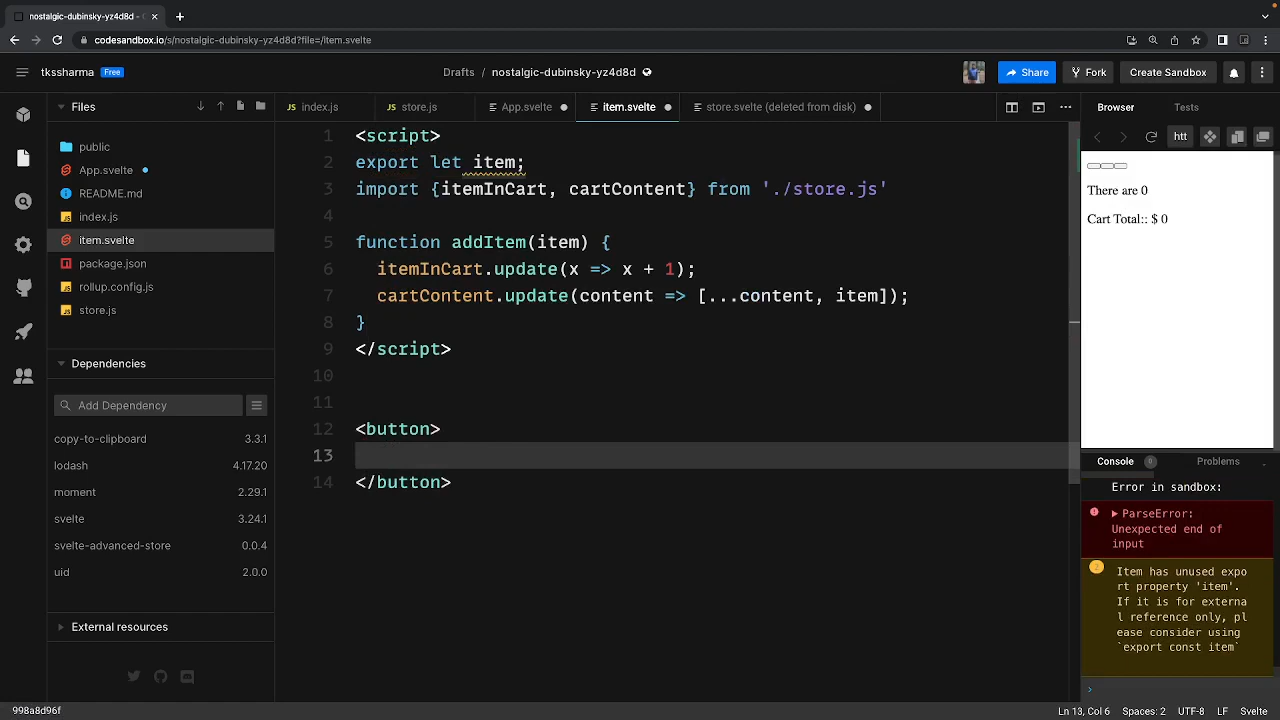 nostalgic-dubinsky-yz4d8d -
codesandbox.io/s/nostalgic-dubinsky-yz4d8d?file=/item.svelte
tkssharma Free
Drafts / nostalgic-dubinsky-yz4d8d
Share
Fork
Create Sandbox
Files
index.js
store.js
App.svelte
item.svelte
store.svelte (deleted from disk)
Browser
Tests
public
App.svelte
README.md
index.js
item.svelte
package.json
rollup.config.js
store.js
Dependencies
Add Dependency
copy-to-clipboard 3.3.1
lodash 4.17.20
moment 2.29.1
svelte 3.24.1
svelte-advanced-store 0.0.4
uid 2.0.0
External resources
1 <script>
2 export let item;
3 import {itemInCart, cartContent} from './store.js'
4
5 function addItem(item) {
6 itemInCart.update(x => x + 1);
7 cartContent.update(content => [...content, item]);
8 }
9 </script>
10
11
12 <button>
13
14 </button>
htt
There are 0
Cart Total:: $ 0
Console 0
Problems
Error in sandbox:
ParseError:
Unexpected end of
input
2
Item has unused expo
rt property 'item'.
If it is for externa
l reference only, pl
ease consider using
`export const item`
998a8d96f
Ln 13, Col 6 Spaces: 2 UTF-8 LF Svelte